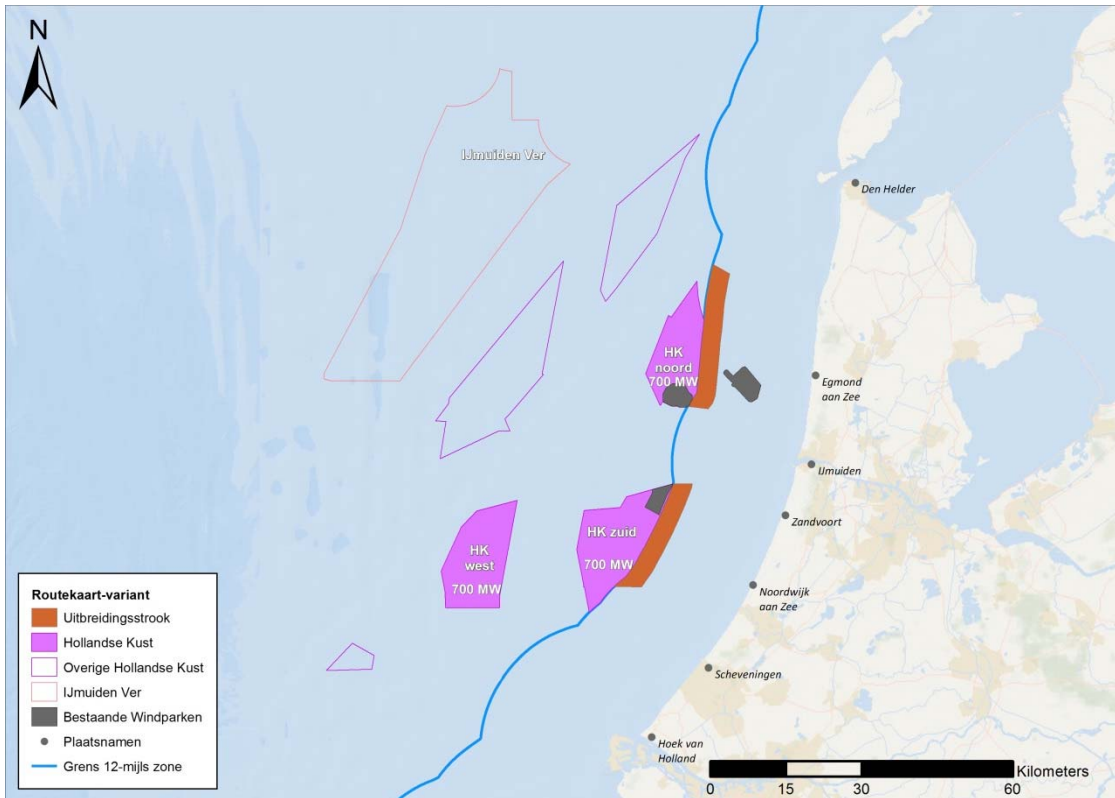 N
IJmuiden Ver
Den Helder
HK
noord
700 MW
Egmond
aan Zee
IJmuiden
Zandvoort
HK zuid
700 MW
HK
west
700 MW
Noordwijk
aan Zee
Scheveningen
Hoek van
Holland
Routekaart-variant
Uitbreidingsstrook
Hollandse Kust
Overige Hollandse Kust
IJmuiden Ver
Bestaande Windparken
Plaatsnamen
Grens 12-mijls zone
Kilometers
0 15 30 60